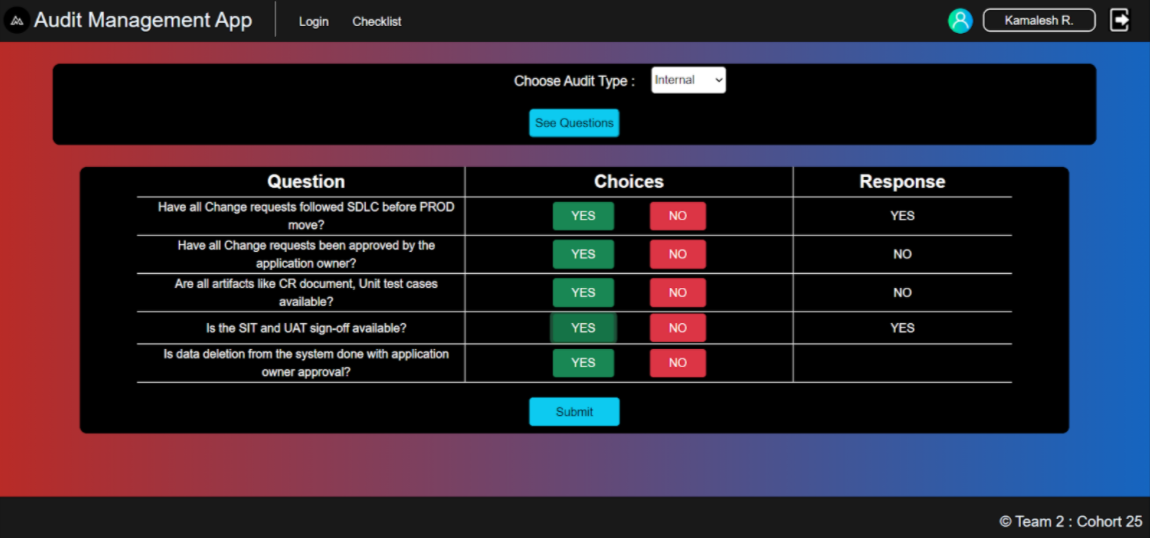 Audit Management App Login Checklist Kamalesh R.
Choose Audit Type : Internal
See Questions
Question Choices Response
Have all Change requests followed SDLC before PROD
move?
YES NO YES
Have all Change requests been approved by the
application owner?
YES NO NO
Are all artifacts like CR document, Unit test cases
available?
YES NO NO
Is the SIT and UAT sign-off available? YES NO YES
Is data deletion from the system done with application
owner approval?
YES NO
Submit
© Team 2 : Cohort 25